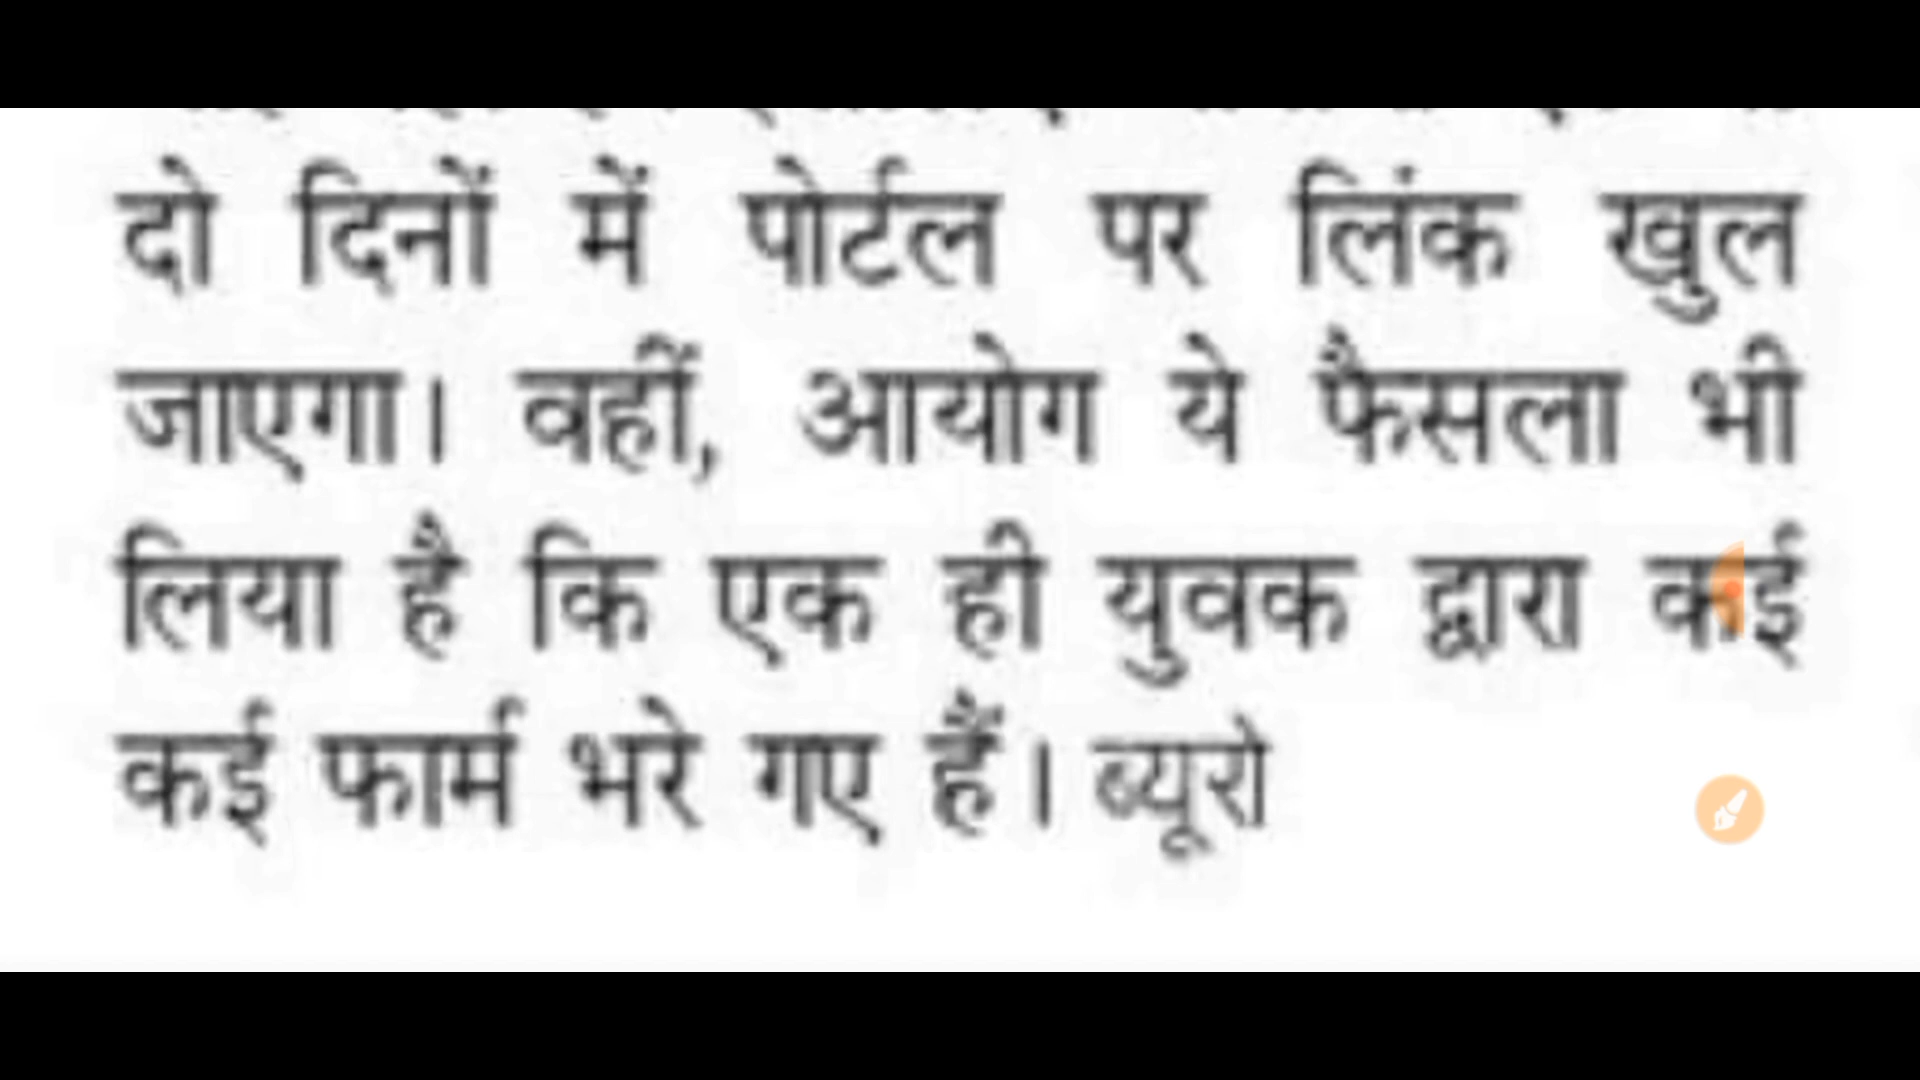 दो दिनों में पोर्टल पर लिंक खुल
जाएगा। वहीं, आयोग ये फैसला भी
लिया है कि एक ही युवक द्वारा कई
कई फार्म भरे गए हैं। ब्यूरो